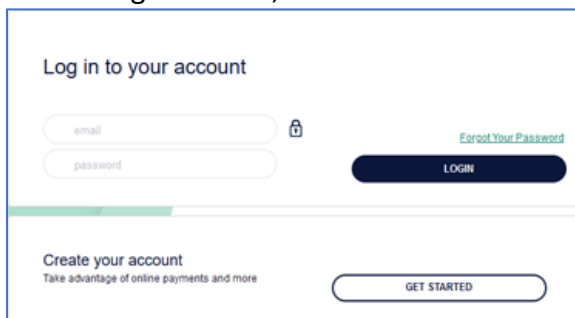 Log in to your account
email
Forgot Your Password
password
LOGIN
Create your account
Take advantage of online payments and more
GET STARTED